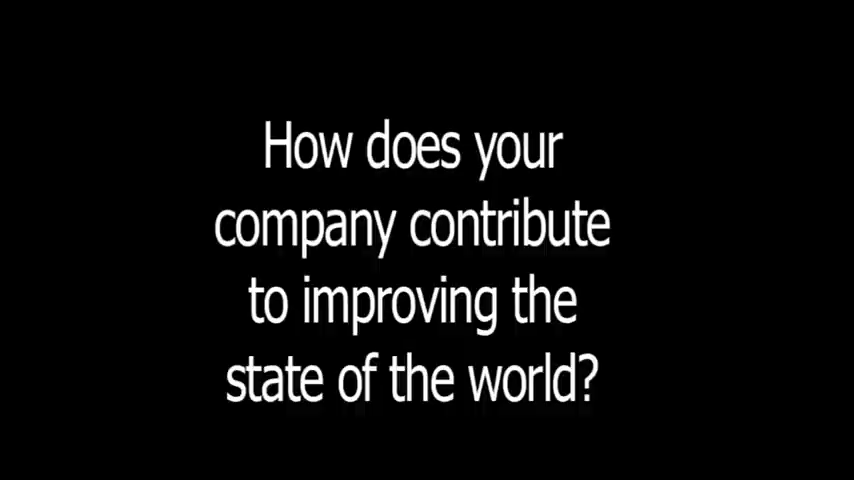 How does your
company contribute
to improving the
state of the world?